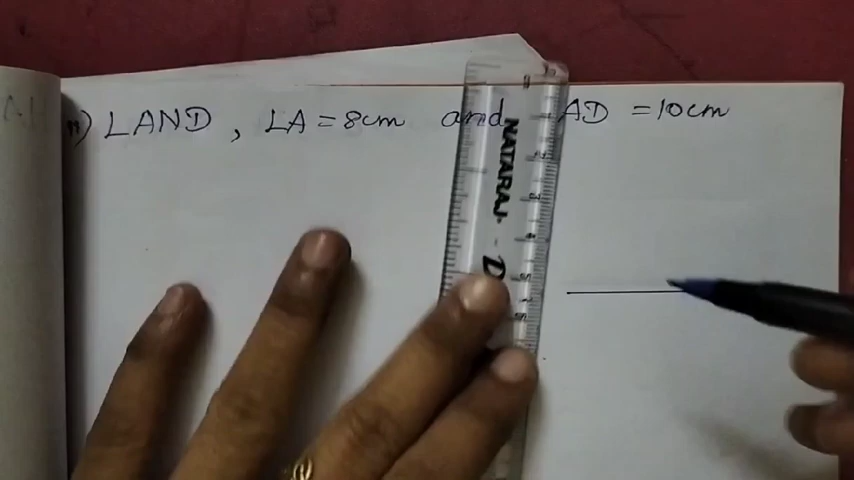 LAND, LA = 8cm and AD = 10cm
NATARAJ - D